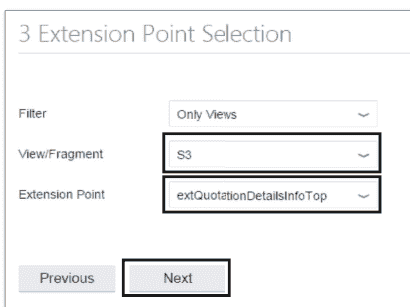 3 Extension Point Selection
Filter Only Views
View/Fragment S3
Extension Point extQuotationDetailsInfoTop
Previous Next